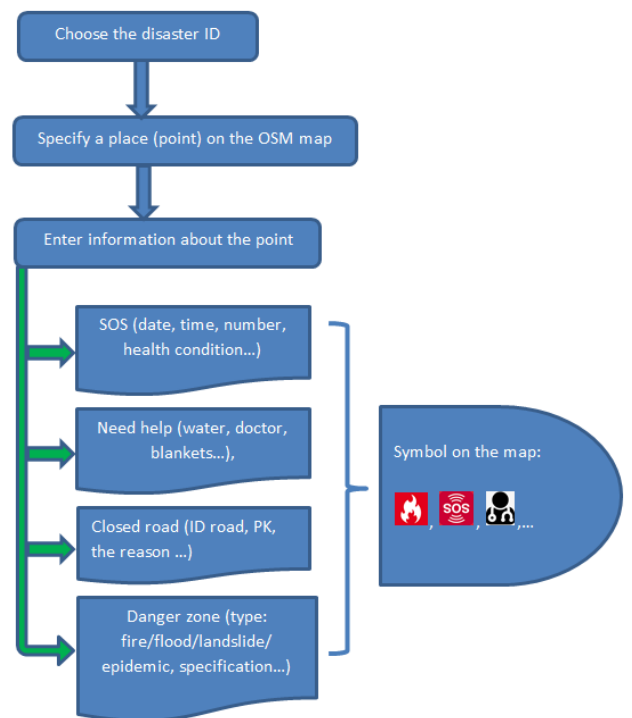 Choose the disaster ID
Specify a place (point) on the OSM map
Enter information about the point
SOS (date, time, number,
health condition…)
Need help (water, doctor,
blankets…),
Closed road (ID road, PK,
the reason …)
Danger zone (type:
fire/flood/landslide/
epidemic, specification…)
Symbol on the map:
, SOS , ,…